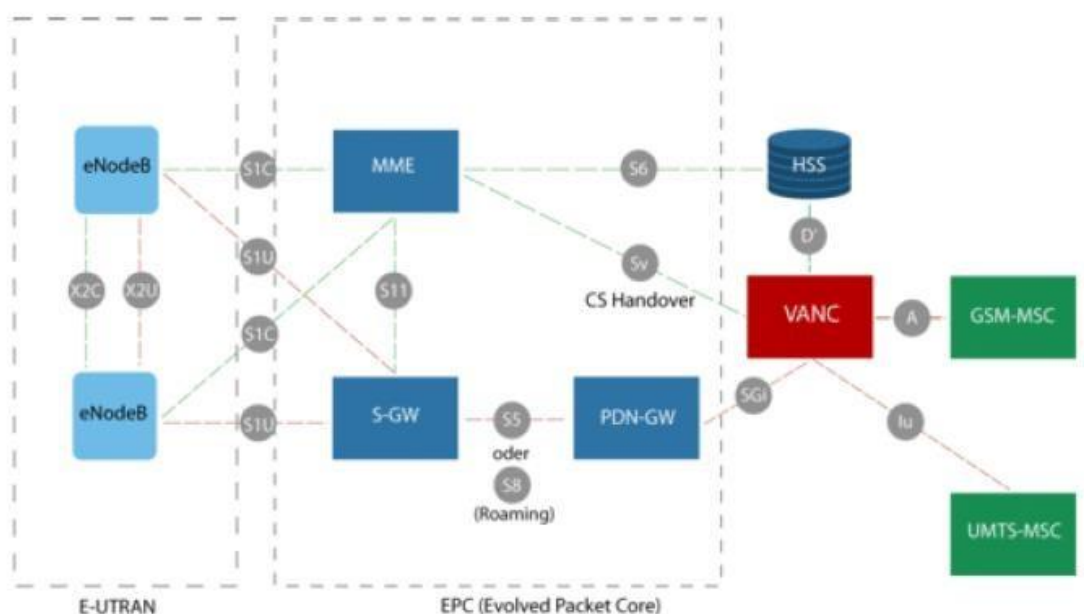 eNodeB
S1C
MME
S6
HSS
D'
S1U
Sv
X2C
X2U
S11
CS Handover
VANC
A
GSM-MSC
S1C
eNodeB
S1U
S-GW
S5
PDN-GW
SGi
Iu
oder
S8
(Roaming)
UMTS-MSC
E-UTRAN
EPC (Evolved Packet Core)